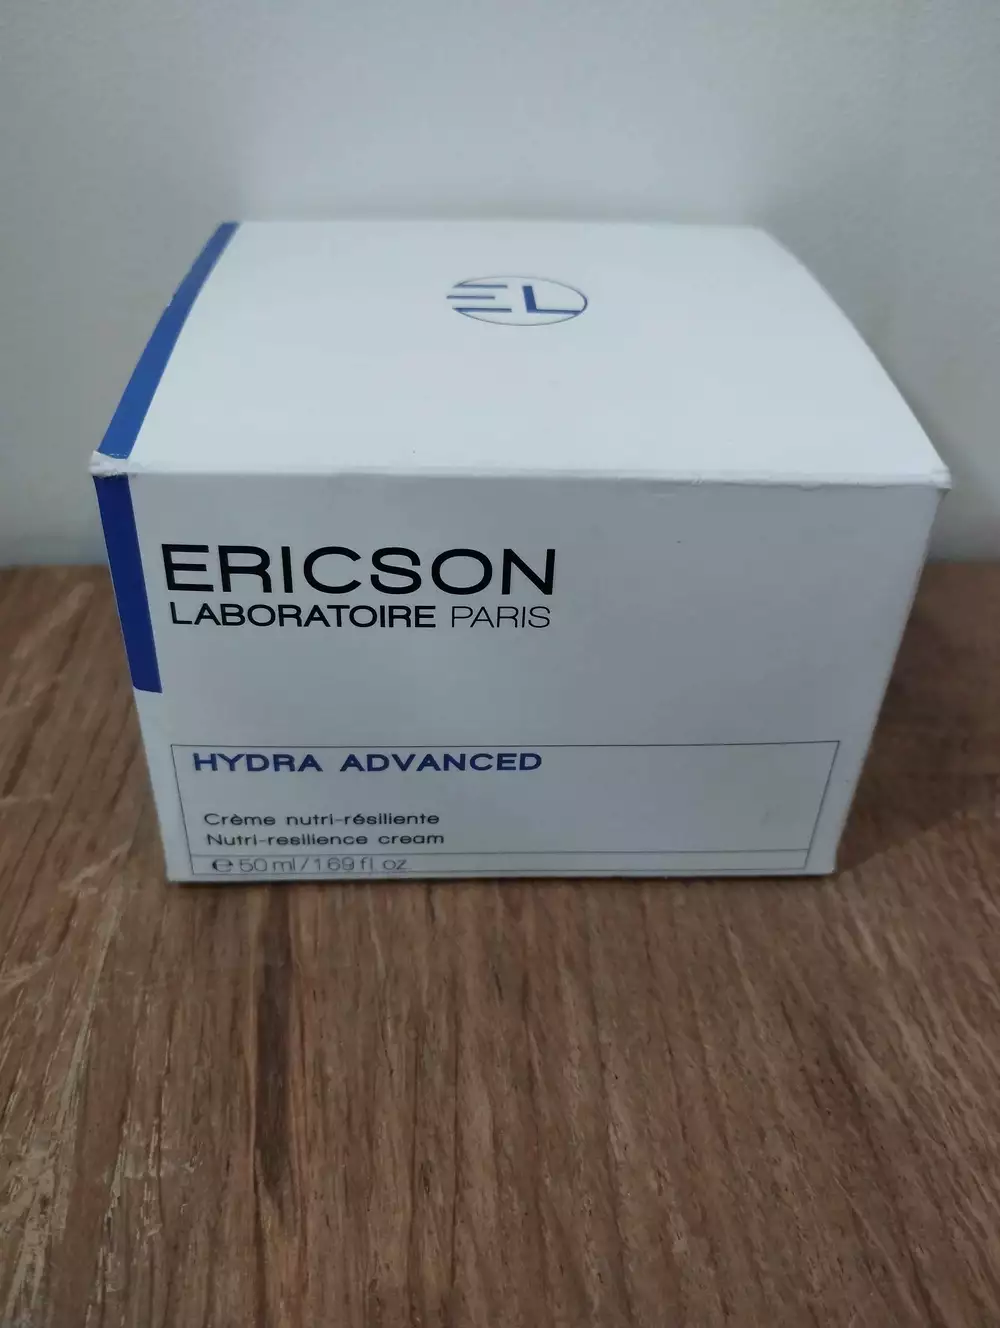 EL
ERICSON
LABORATOIRE PARIS
HYDRA ADVANCED
Crème nutri-résiliente
Nutri-resilience cream
℮ 50 ml / 1 69 fl oz